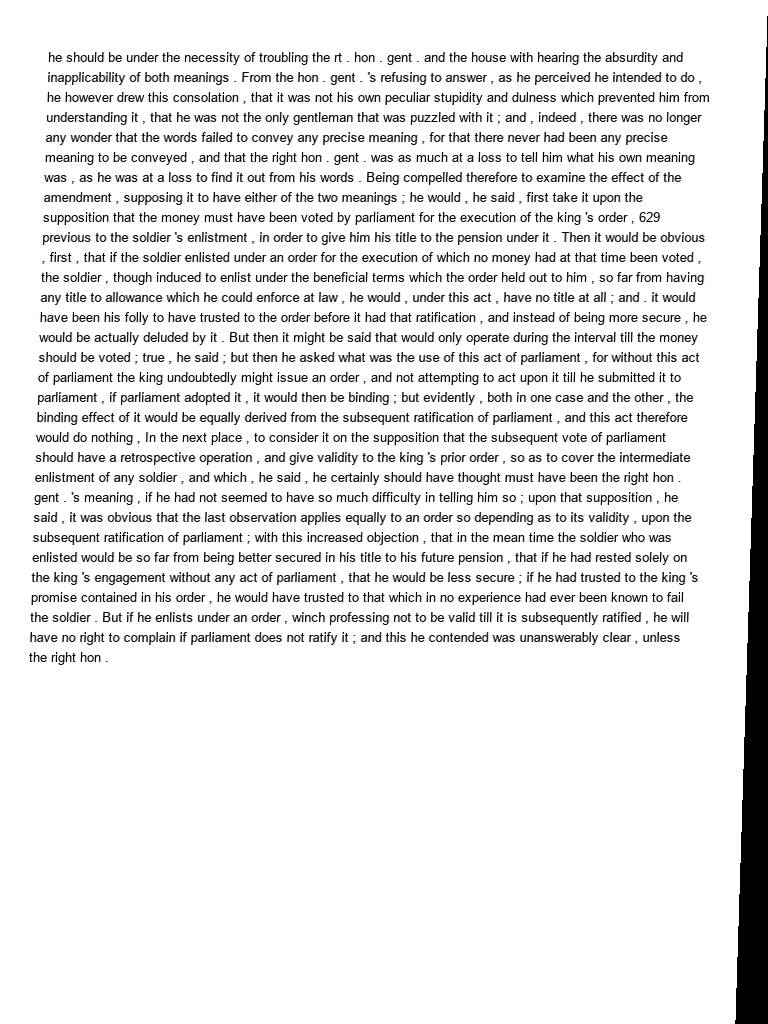 he should be under the necessity of troubling the rt . hon . gent . and the house with hearing the absurdity and
inapplicability of both meanings . From the hon . gent . 's refusing to answer , as he perceived he intended to do ,
he however drew this consolation , that it was not his own peculiar stupidity and dulness which prevented him from
understanding it , that he was not the only gentleman that was puzzled with it ; and , indeed , there was no longer
any wonder that the words failed to convey any precise meaning , for that there never had been any precise
meaning to be conveyed , and that the right hon . gent . was as much at a loss to tell him what his own meaning
was , as he was at a loss to find it out from his words . Being compelled therefore to examine the effect of the
amendment , supposing it to have either of the two meanings ; he would , he said , first take it upon the
supposition that the money must have been voted by parliament for the execution of the king 's order , 629
previous to the soldier 's enlistment , in order to give him his title to the pension under it . Then it would be obvious
, first , that if the soldier enlisted under an order for the execution of which no money had at that time been voted ,
the soldier , though induced to enlist under the beneficial terms which the order held out to him , so far from having
any title to allowance which he could enforce at law , he would , under this act , have no title at all ; and . it would
have been his folly to have trusted to the order before it had that ratification , and instead of being more secure , he
would be actually deluded by it . But then it might be said that would only operate during the interval till the money
should be voted ; true , he said ; but then he asked what was the use of this act of parliament , for without this act
of parliament the king undoubtedly might issue an order , and not attempting to act upon it till he submitted it to
parliament , if parliament adopted it , it would then be binding ; but evidently , both in one case and the other , the
binding effect of it would be equally derived from the subsequent ratification of parliament , and this act therefore
would do nothing , In the next place , to consider it on the supposition that the subsequent vote of parliament
should have a retrospective operation , and give validity to the king 's prior order , so as to cover the intermediate
enlistment of any soldier , and which , he said , he certainly should have thought must have been the right hon .
gent . 's meaning , if he had not seemed to have so much difficulty in telling him so ; upon that supposition , he
said , it was obvious that the last observation applies equally to an order so depending as to its validity , upon the
subsequent ratification of parliament ; with this increased objection , that in the mean time the soldier who was
enlisted would be so far from being better secured in his title to his future pension , that if he had rested solely on
the king 's engagement without any act of parliament , that he would be less secure ; if he had trusted to the king 's
promise contained in his order , he would have trusted to that which in no experience had ever been known to fail
the soldier . But if he enlists under an order , winch professing not to be valid till it is subsequently ratified , he will
have no right to complain if parliament does not ratify it ; and this he contended was unanswerably clear , unless
the right hon .